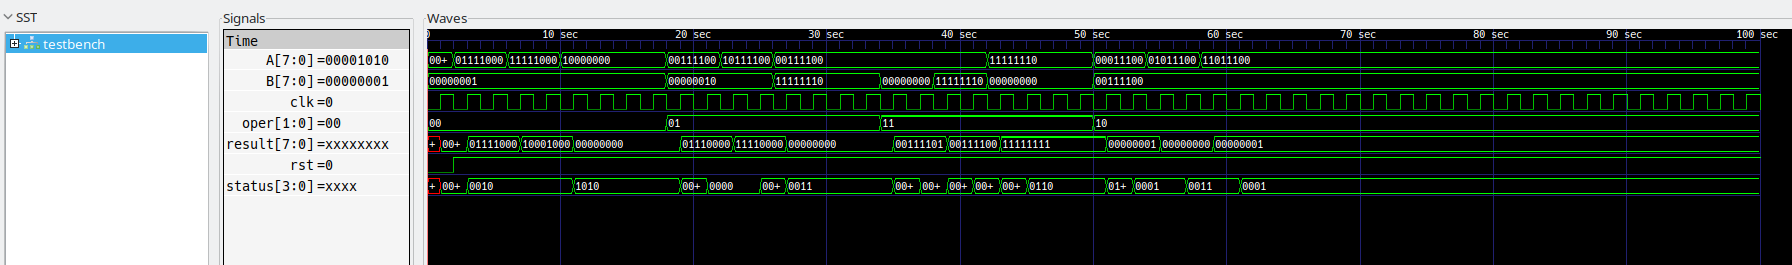 SST
testbench
Signals
Time
A[7:0]=00001010
B[7:0]=00000001
clk=0
oper[1:0]=00
result[7:0]=xxxxxxxx
rst=0
status[3:0]=xxxx
Waves
0 10 sec 20 sec 30 sec 40 sec 50 sec 60 sec 70 sec 80 sec 90 sec 100 sec
00+ 01111000 11111000 10000000 00111100 10111100 00111100 11111110 00011100 01011100 11011100
00000001 00000010 11111110 00000000 11111110 00000000 00111100
00 01 11 10
+ 00+ 01111000 10001000 00000000 01110000 11110000 00000000 00111101 00111100 11111111 00000001 00000000 00000001
+ 00+ 0010 1010 00+ 0000 00+ 0011 00+ 00+ 00+ 00+ 00+ 0110 01+ 0001 0011 0001